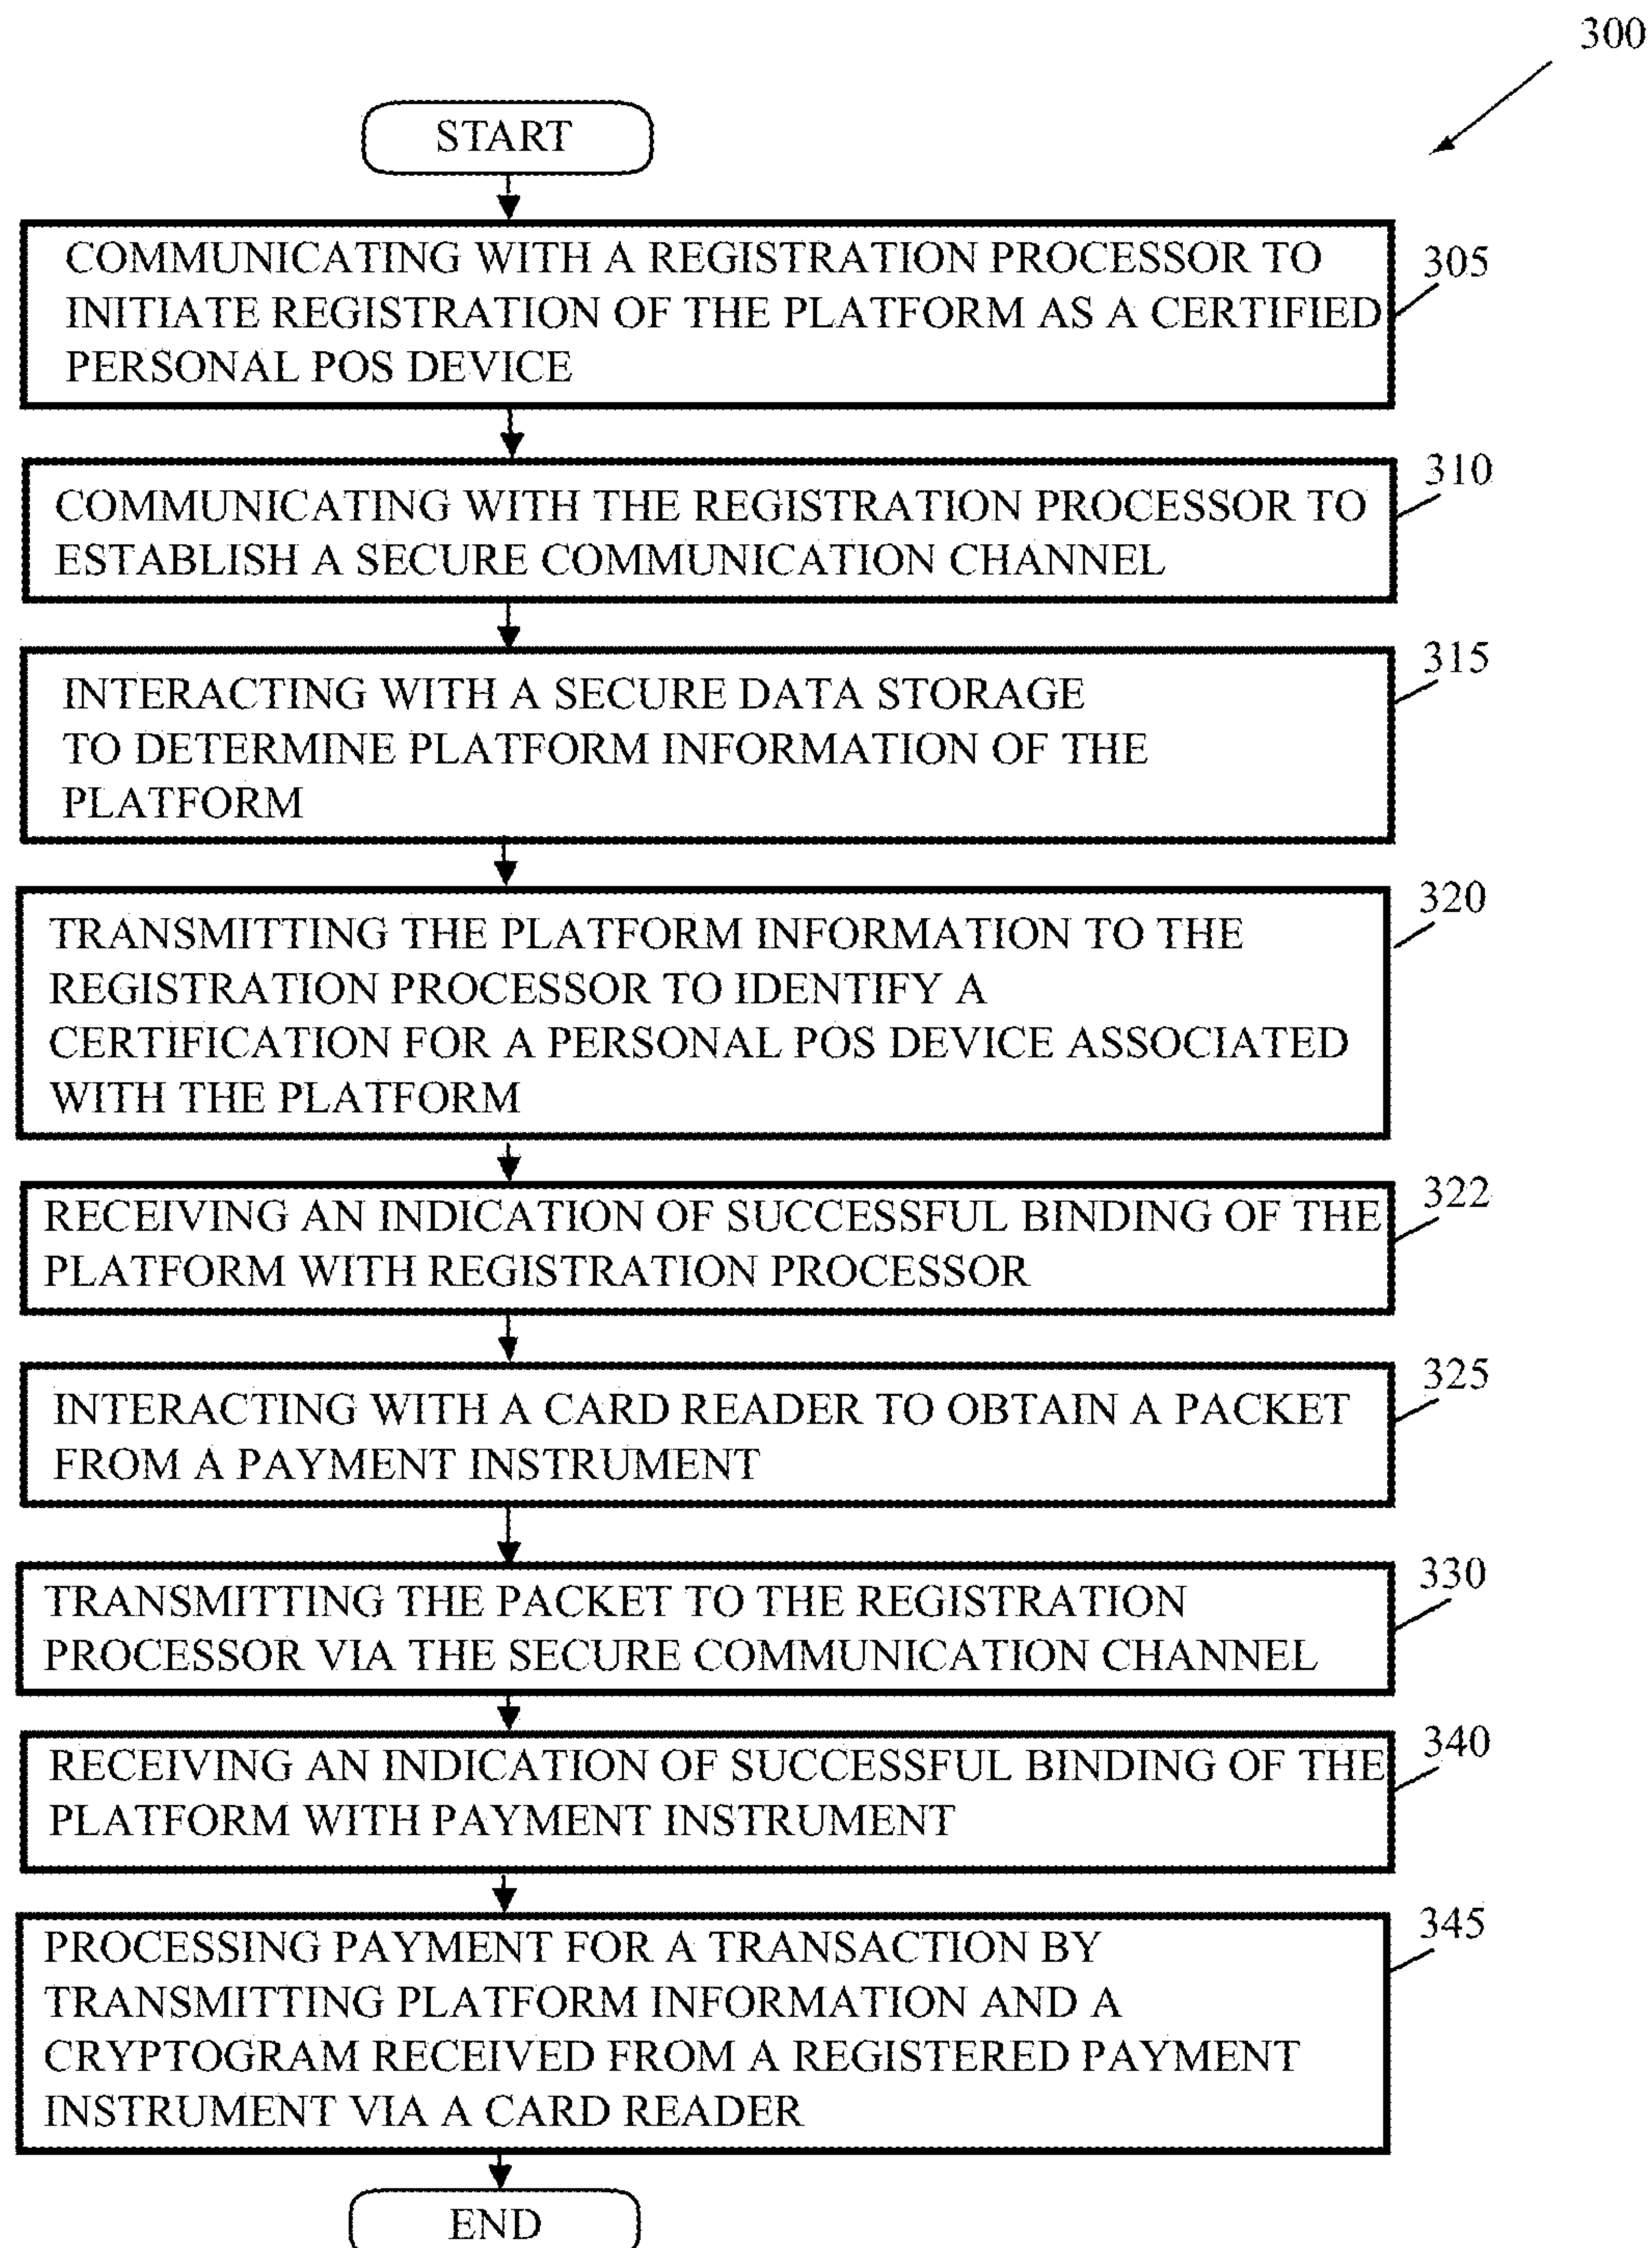 300
START
COMMUNICATING WITH A REGISTRATION PROCESSOR TO
INITIATE REGISTRATION OF THE PLATFORM AS A CERTIFIED
PERSONAL POS DEVICE
305
COMMUNICATING WITH THE REGISTRATION PROCESSOR TO
ESTABLISH A SECURE COMMUNICATION CHANNEL
310
INTERACTING WITH A SECURE DATA STORAGE
TO DETERMINE PLATFORM INFORMATION OF THE
PLATFORM
315
TRANSMITTING THE PLATFORM INFORMATION TO THE
REGISTRATION PROCESSOR TO IDENTIFY A
CERTIFICATION FOR A PERSONAL POS DEVICE ASSOCIATED
WITH THE PLATFORM
320
RECEIVING AN INDICATION OF SUCCESSFUL BINDING OF THE
PLATFORM WITH REGISTRATION PROCESSOR
322
INTERACTING WITH A CARD READER TO OBTAIN A PACKET
FROM A PAYMENT INSTRUMENT
325
TRANSMITTING THE PACKET TO THE REGISTRATION
PROCESSOR VIA THE SECURE COMMUNICATION CHANNEL
330
RECEIVING AN INDICATION OF SUCCESSFUL BINDING OF THE
PLATFORM WITH PAYMENT INSTRUMENT
340
PROCESSING PAYMENT FOR A TRANSACTION BY
TRANSMITTING PLATFORM INFORMATION AND A
CRYPTOGRAM RECEIVED FROM A REGISTERED PAYMENT
INSTRUMENT VIA A CARD READER
345
END